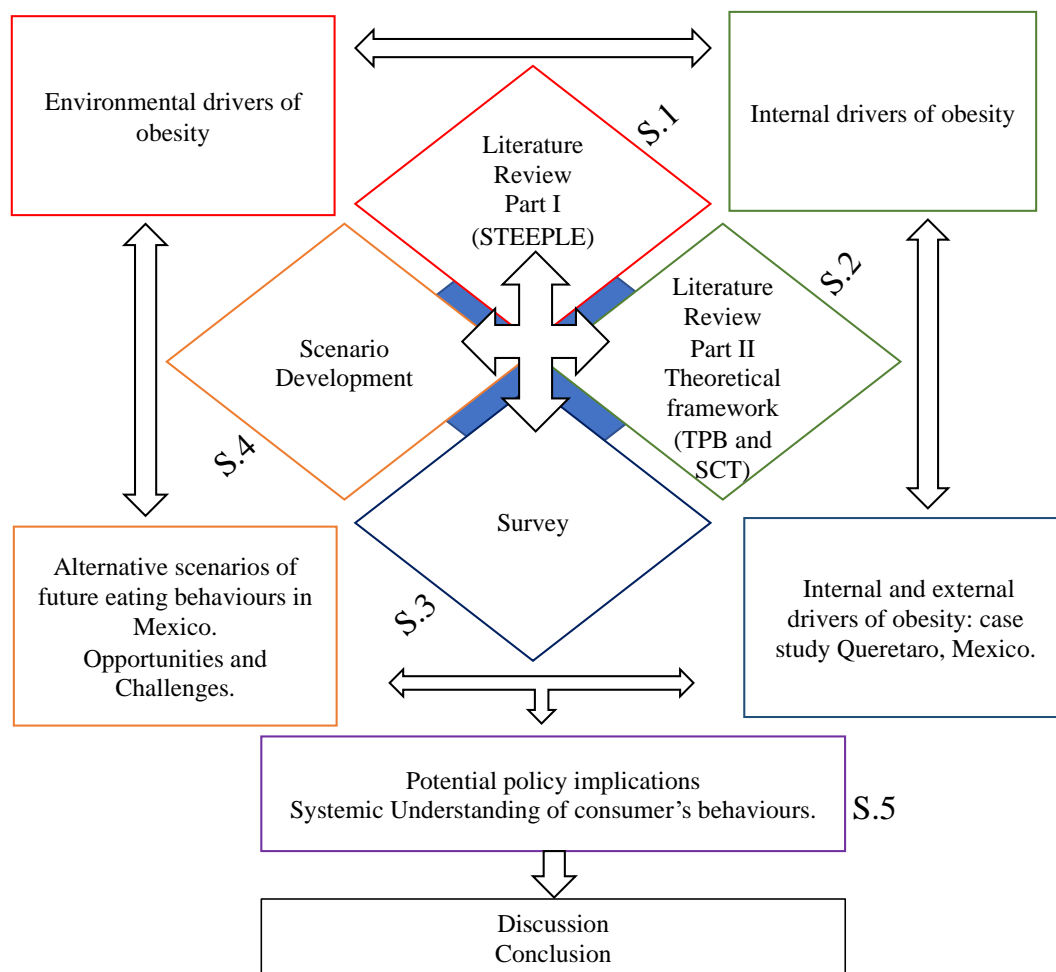 Environmental drivers of
obesity
S.1
Literature
Review
Part I
(STEEPLE)
Internal drivers of obesity
S.2
Literature
Review
Part II
Theoretical
framework
(TPB and
SCT)
Scenario
Development
S.4
Survey
S.3
Alternative scenarios of
future eating behaviours in
Mexico.
Opportunities and
Challenges.
Internal and external
drivers of obesity: case
study Queretaro, Mexico.
Potential policy implications
Systemic Understanding of consumer’s behaviours.
S.5
Discussion
Conclusion